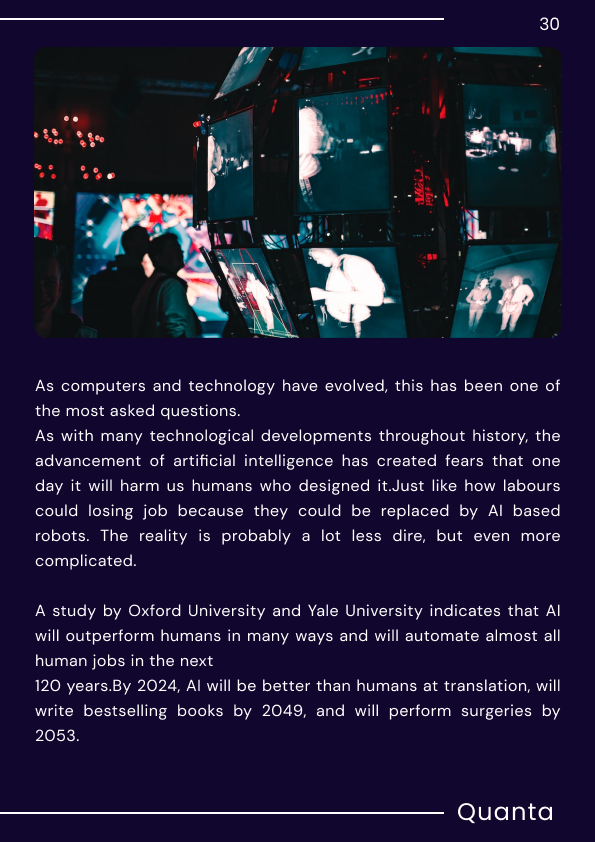 30
As computers and technology have evolved, this has been one of
the most asked questions.
As with many technological developments throughout history, the
advancement of artificial intelligence has created fears that one
day it will harm us humans who designed it.Just like how labours
could losing job because they could be replaced by AI based
robots. The reality is probably a lot less dire, but even more
complicated.
A study by Oxford University and Yale University indicates that AI
will outperform humans in many ways and will automate almost all
human jobs in the next
120 years.By 2024, AI will be better than humans at translation, will
write bestselling books by 2049, and will perform surgeries by
2053.
Quanta